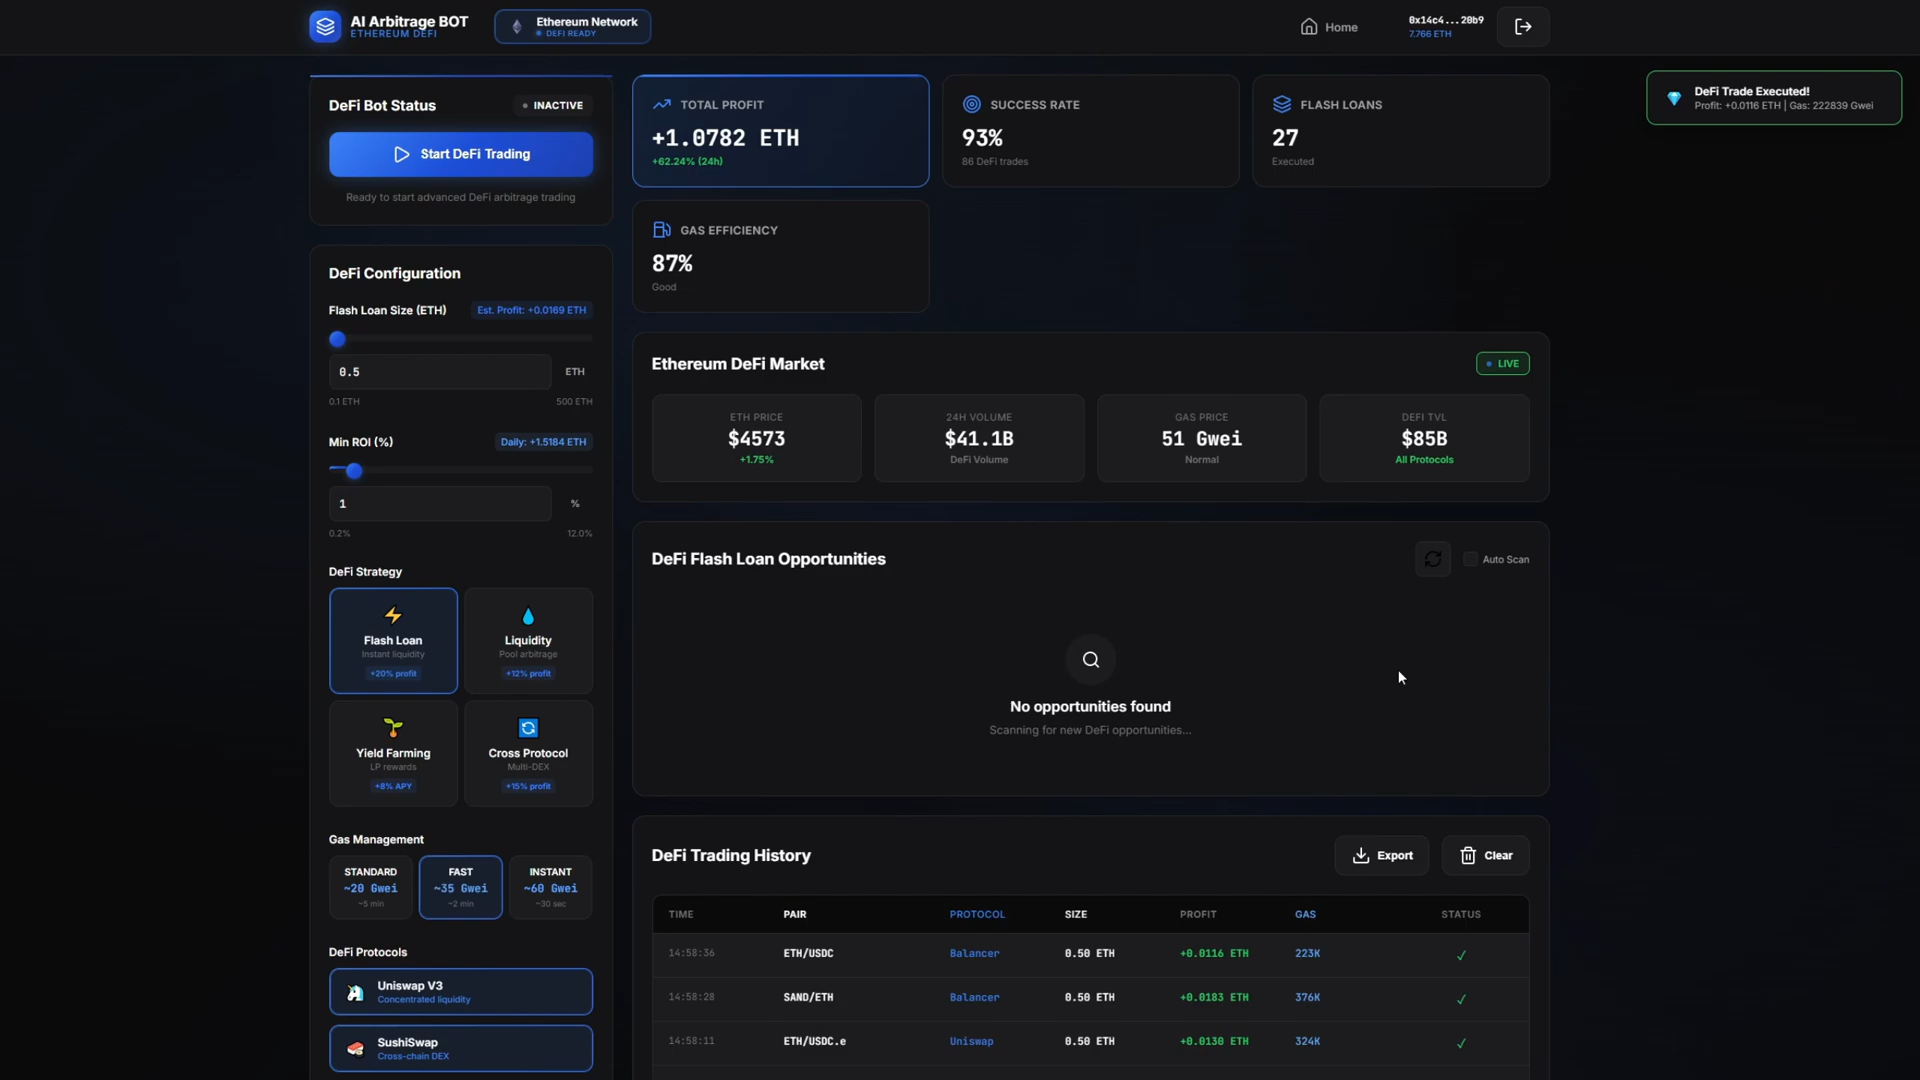 AI Arbitrage BOT
ETHEREUM DEFI
Ethereum Network
DEFI READY
Home
0x14c4...20b9
7.766 ETH
DeFi Trade Executed!
Profit: +0.0116 ETH | Gas: 222839 Gwei
DeFi Bot Status
INACTIVE
Start DeFi Trading
Ready to start advanced DeFi arbitrage trading
DeFi Configuration
Flash Loan Size (ETH)
Est. Profit: +0.0169 ETH
0.5
ETH
0.1 ETH
500 ETH
Min ROI (%)
Daily: +1.5184 ETH
1
%
0.2%
12.0%
DeFi Strategy
Flash Loan
Instant liquidity
+20% profit
Liquidity
Pool arbitrage
+12% profit
Yield Farming
LP rewards
+8% APY
Cross Protocol
Multi-DEX
+15% profit
Gas Management
STANDARD
~20 Gwei
~5 min
FAST
~35 Gwei
~2 min
INSTANT
~60 Gwei
~30 sec
DeFi Protocols
Uniswap V3
Concentrated liquidity
SushiSwap
Cross-chain DEX
TOTAL PROFIT
+1.0782 ETH
+62.24% (24h)
SUCCESS RATE
93%
86 DeFi trades
FLASH LOANS
27
Executed
GAS EFFICIENCY
87%
Good
Ethereum DeFi Market
LIVE
ETH PRICE
$4573
+1.75%
24H VOLUME
$41.1B
DeFi Volume
GAS PRICE
51 Gwei
Normal
DEFI TVL
$85B
All Protocols
DeFi Flash Loan Opportunities
Auto Scan
No opportunities found
Scanning for new DeFi opportunities...
DeFi Trading History
Export
Clear
TIME PAIR PROTOCOL SIZE PROFIT GAS STATUS
14:58:36 ETH/USDC Balancer 0.50 ETH +0.0116 ETH 223K ✓
14:58:28 SAND/ETH Balancer 0.50 ETH +0.0183 ETH 376K ✓
14:58:11 ETH/USDC.e Uniswap 0.50 ETH +0.0130 ETH 324K ✓